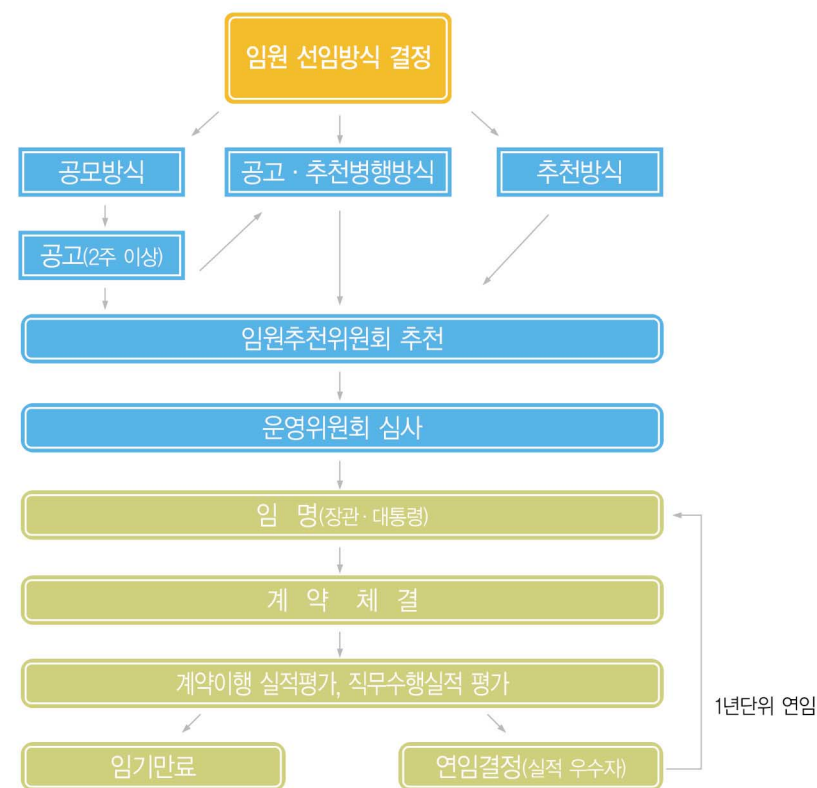 임원 선임방식 결정
공모방식
공고 · 추천병행방식
추천방식
공고(2주 이상)
임원추천위원회 추천
운영위원회 심사
임 명(장관 · 대통령)
계 약 체 결
계약이행 실적평가, 직무수행실적 평가
1년단위 연임
임기만료
연임결정(실적 우수자)